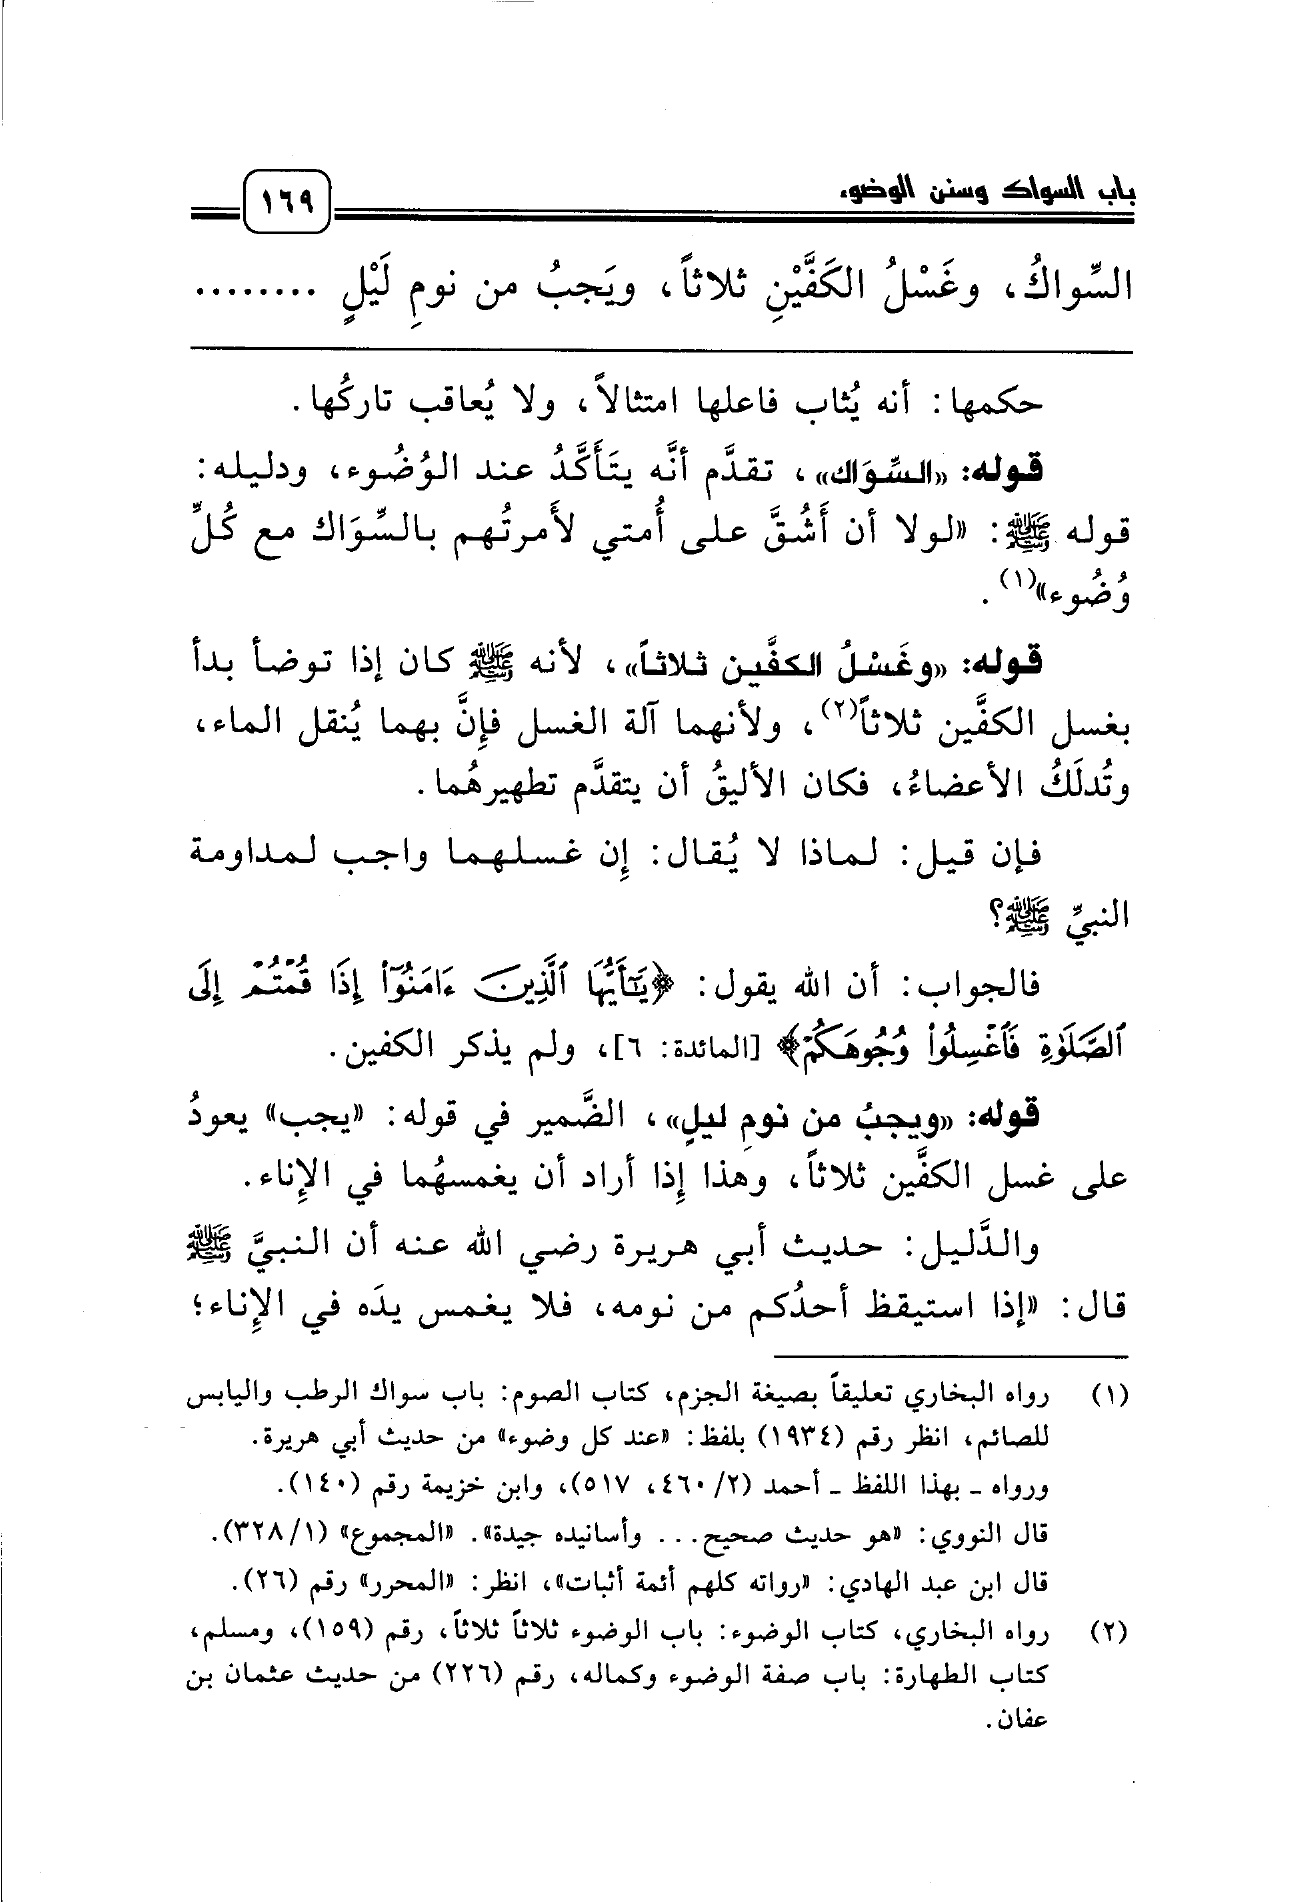 باب السواك وسنن الوضوء
١٦٩
السِّواكُ، وغَسْلُ الكَفَّيْنِ ثلاثاً، ويَجبُ من نومِ لَيْلٍ ........
حكمها: أنه يُثاب فاعلها امتثالاً، ولا يُعاقب تاركُها.
قوله: «السِّوَاك»، تقدَّم أنَّه يتَأَكَّدُ عند الوُضُوء، ودليله:
قوله ﷺ: «لولا أن أَشُقَّ على أُمتي لأمرتُهم بالسِّوَاك مع كُلِّ
وُضُوء»(١).
قوله: «وغَسْلُ الكفَّين ثلاثاً»، لأنه ﷺ كان إذا توضأ بدأ
بغسل الكفَّين ثلاثاً(٢)، ولأنهما آلة الغسل فإِنَّ بهما يُنقل الماء،
وتُدلَكُ الأعضاءُ، فكان الأليقُ أن يتقدَّم تطهيرهُما.
فإن قيل: لماذا لا يُقال: إِن غسلهما واجب لمداومة
النبيِّ ﷺ؟
فالجواب: أن الله يقول: ﴿يَٰٓأَيُّهَا ٱلَّذِينَ ءَامَنُوٓا۟ إِذَا قُمْتُمْ إِلَى
ٱلصَّلَوٰةِ فَٱغْسِلُوا۟ وُجُوهَكُمْ﴾ [المائدة: ٦]، ولم يذكر الكفين.
قوله: «ويجبُ من نومِ ليلٍ»، الضَّمير في قوله: «يجب» يعودُ
على غسل الكفَّين ثلاثاً، وهذا إِذا أراد أن يغمسهُما في الإِناء.
والدَّليل: حديث أبي هريرة رضي الله عنه أن النبيَّ ﷺ
قال: «إذا استيقظ أحدُكم من نومه، فلا يغمس يدَه في الإِناء؛
(١) رواه البخاري تعليقاً بصيغة الجزم، كتاب الصوم: باب سواك الرطب واليابس
للصائم، انظر رقم (١٩٣٤) بلفظ: «عند كل وضوء» من حديث أبي هريرة.
ورواه ـ بهذا اللفظ ـ أحمد (٢/٤٦٠، ٥١٧)، وابن خزيمة رقم (١٤٠).
قال النووي: «هو حديث صحيح... وأسانيده جيدة». «المجموع» (١/٣٢٨).
قال ابن عبد الهادي: «رواته كلهم أئمة أثبات»، انظر: «المحرر» رقم (٢٦).
(٢) رواه البخاري، كتاب الوضوء: باب الوضوء ثلاثاً ثلاثاً، رقم (١٥٩)، ومسلم،
كتاب الطهارة: باب صفة الوضوء وكماله، رقم (٢٢٦) من حديث عثمان بن
عفان.